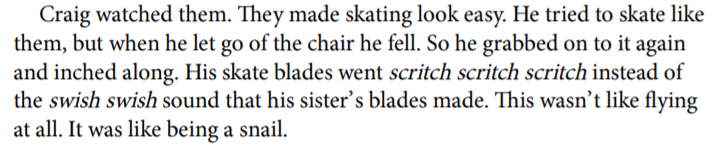 Craig watched them. They made skating look easy. He tried to skate like
them, but when he let go of the chair he fell. So he grabbed on to it again
and inched along. His skate blades went scritch scritch scritch instead of
the swish swish sound that his sister’s blades made. This wasn’t like flying
at all. It was like being a snail.